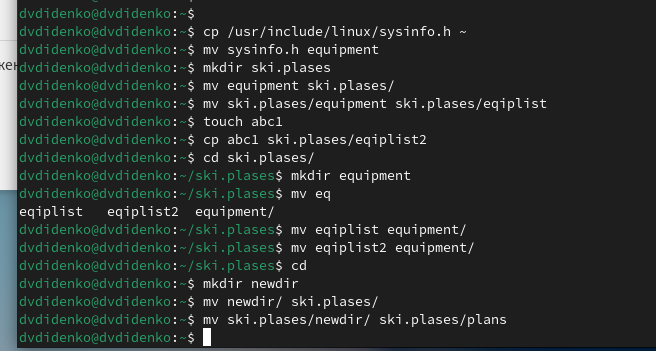 dvdidenko@dvdidenko:~$
dvdidenko@dvdidenko:~$ cp /usr/include/linux/sysinfo.h ~
dvdidenko@dvdidenko:~$ mv sysinfo.h equipment
dvdidenko@dvdidenko:~$ mkdir ski.plases
dvdidenko@dvdidenko:~$ mv equipment ski.plases/
dvdidenko@dvdidenko:~$ mv ski.plases/equipment ski.plases/eqiplist
dvdidenko@dvdidenko:~$ touch abc1
dvdidenko@dvdidenko:~$ cp abc1 ski.plases/eqiplist2
dvdidenko@dvdidenko:~$ cd ski.plases/
dvdidenko@dvdidenko:~/ski.plases$ mkdir equipment
dvdidenko@dvdidenko:~/ski.plases$ mv eq
eqiplist   eqiplist2  equipment/
dvdidenko@dvdidenko:~/ski.plases$ mv eqiplist equipment/
dvdidenko@dvdidenko:~/ski.plases$ mv eqiplist2 equipment/
dvdidenko@dvdidenko:~/ski.plases$ cd
dvdidenko@dvdidenko:~$ mkdir newdir
dvdidenko@dvdidenko:~$ mv newdir/ ski.plases/
dvdidenko@dvdidenko:~$ mv ski.plases/newdir/ ski.plases/plans
dvdidenko@dvdidenko:~$